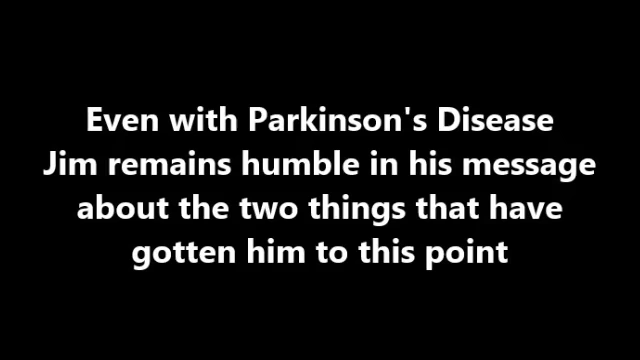 Even with Parkinson's Disease
Jim remains humble in his message
about the two things that have
gotten him to this point